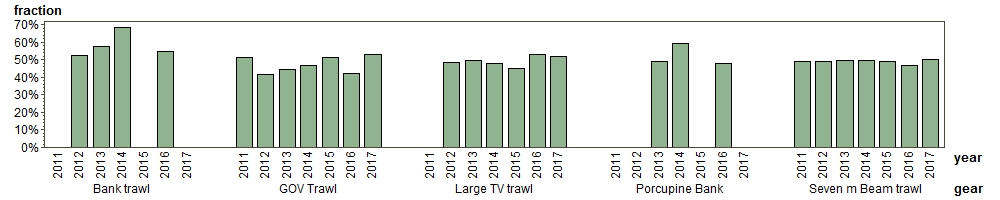 fraction
70%
60%
50%
40%
30%
20%
10%
0%
2011 2012 2013 2014 2015 2016 2017 2011 2012 2013 2014 2015 2016 2017 2011 2012 2013 2014 2015 2016 2017 2011 2012 2013 2014 2015 2016 2017 2011 2012 2013 2014 2015 2016 2017 year
Bank trawl GOV Trawl Large TV trawl Porcupine Bank Seven m Beam trawl gear